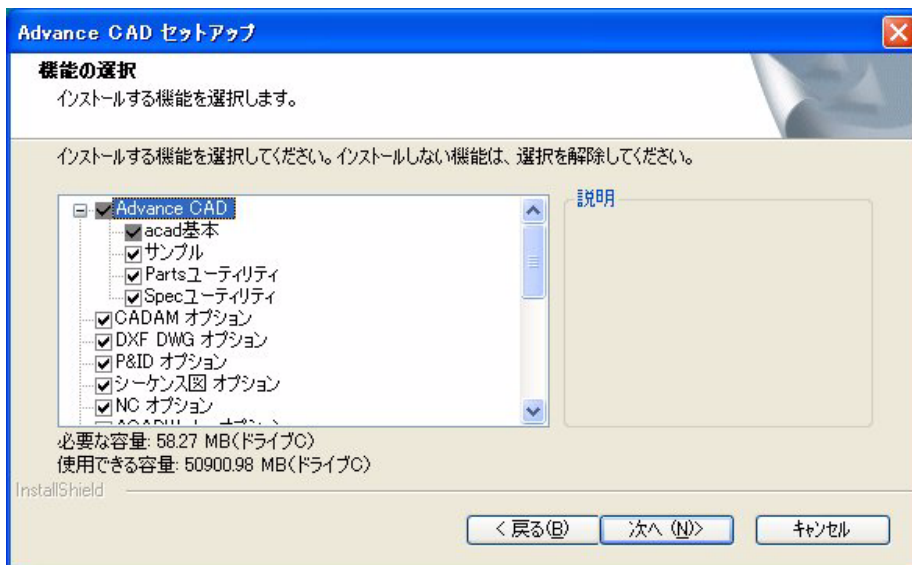 Advance CAD セットアップ
機能の選択
インストールする機能を選択します。
インストールする機能を選択してください。インストールしない機能は、選択を解除してください。
Advance CAD
acad基本
サンプル
Partsユーティリティ
Specユーティリティ
CADAM オプション
DXF DWG オプション
P&ID オプション
シーケンス図 オプション
NC オプション
説明
必要な容量: 58.27 MB(ドライブC)
使用できる容量: 50900.98 MB(ドライブC)
InstallShield
< 戻る(B)
次へ (N)>
キャンセル